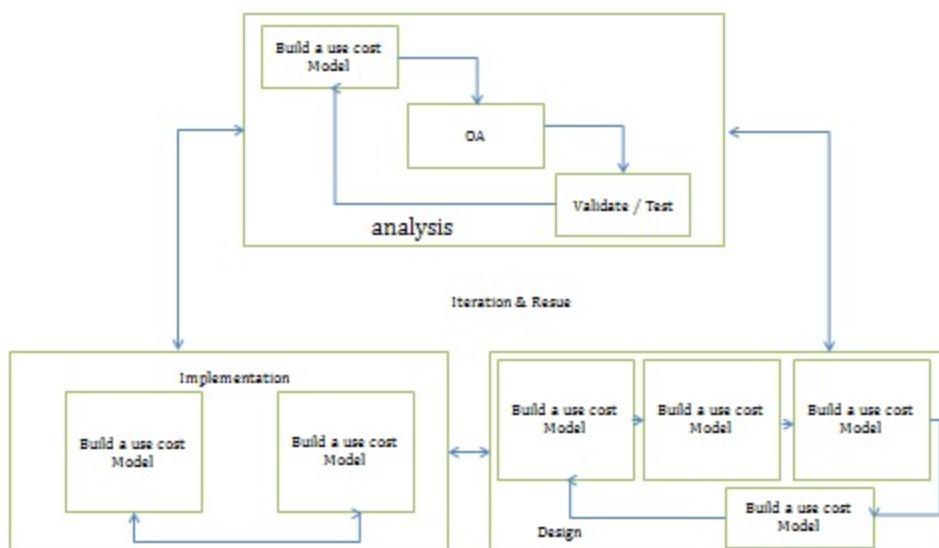 Build a use cost
Model
OA
Validate / Test
analysis
Iteration & Resue
Implementation
Build a use cost
Model
Build a use cost
Model
Build a use cost
Model
Build a use cost
Model
Build a use cost
Model
Build a use cost
Model
Design